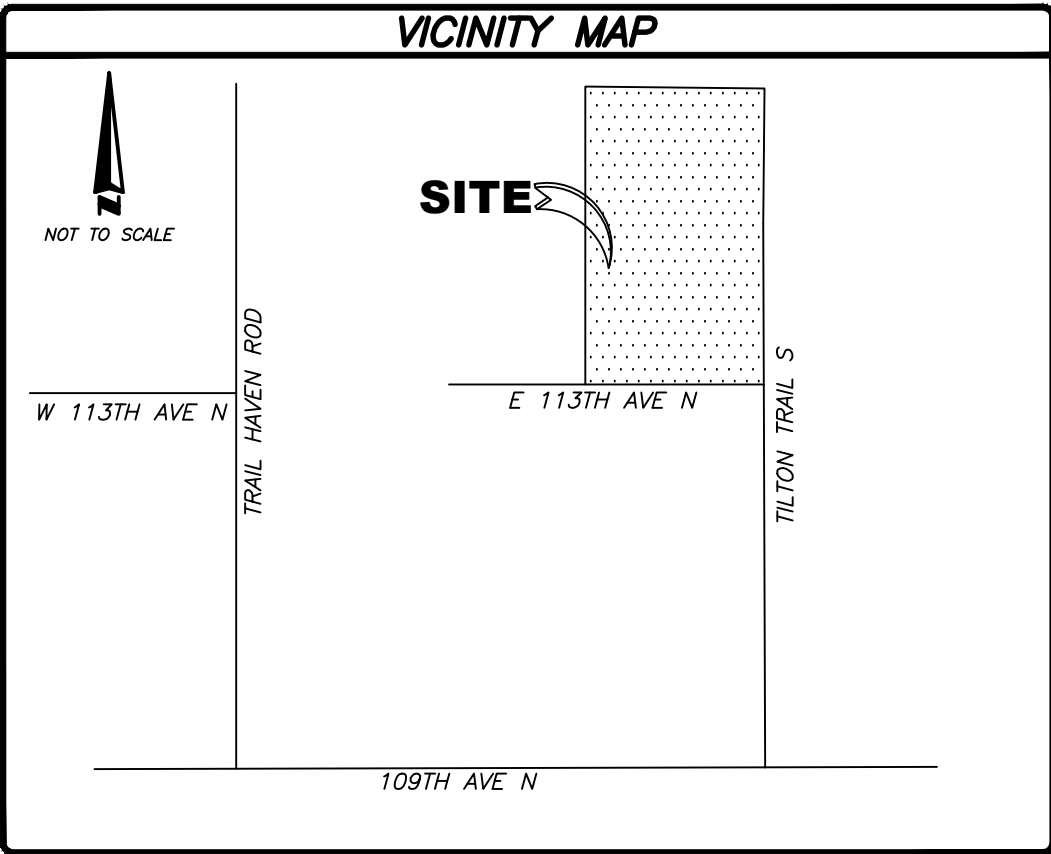 VICINITY MAP
N
NOT TO SCALE
SITE
TRAIL HAVEN ROD
W 113TH AVE N
E 113TH AVE N
TILTON TRAIL S
109TH AVE N